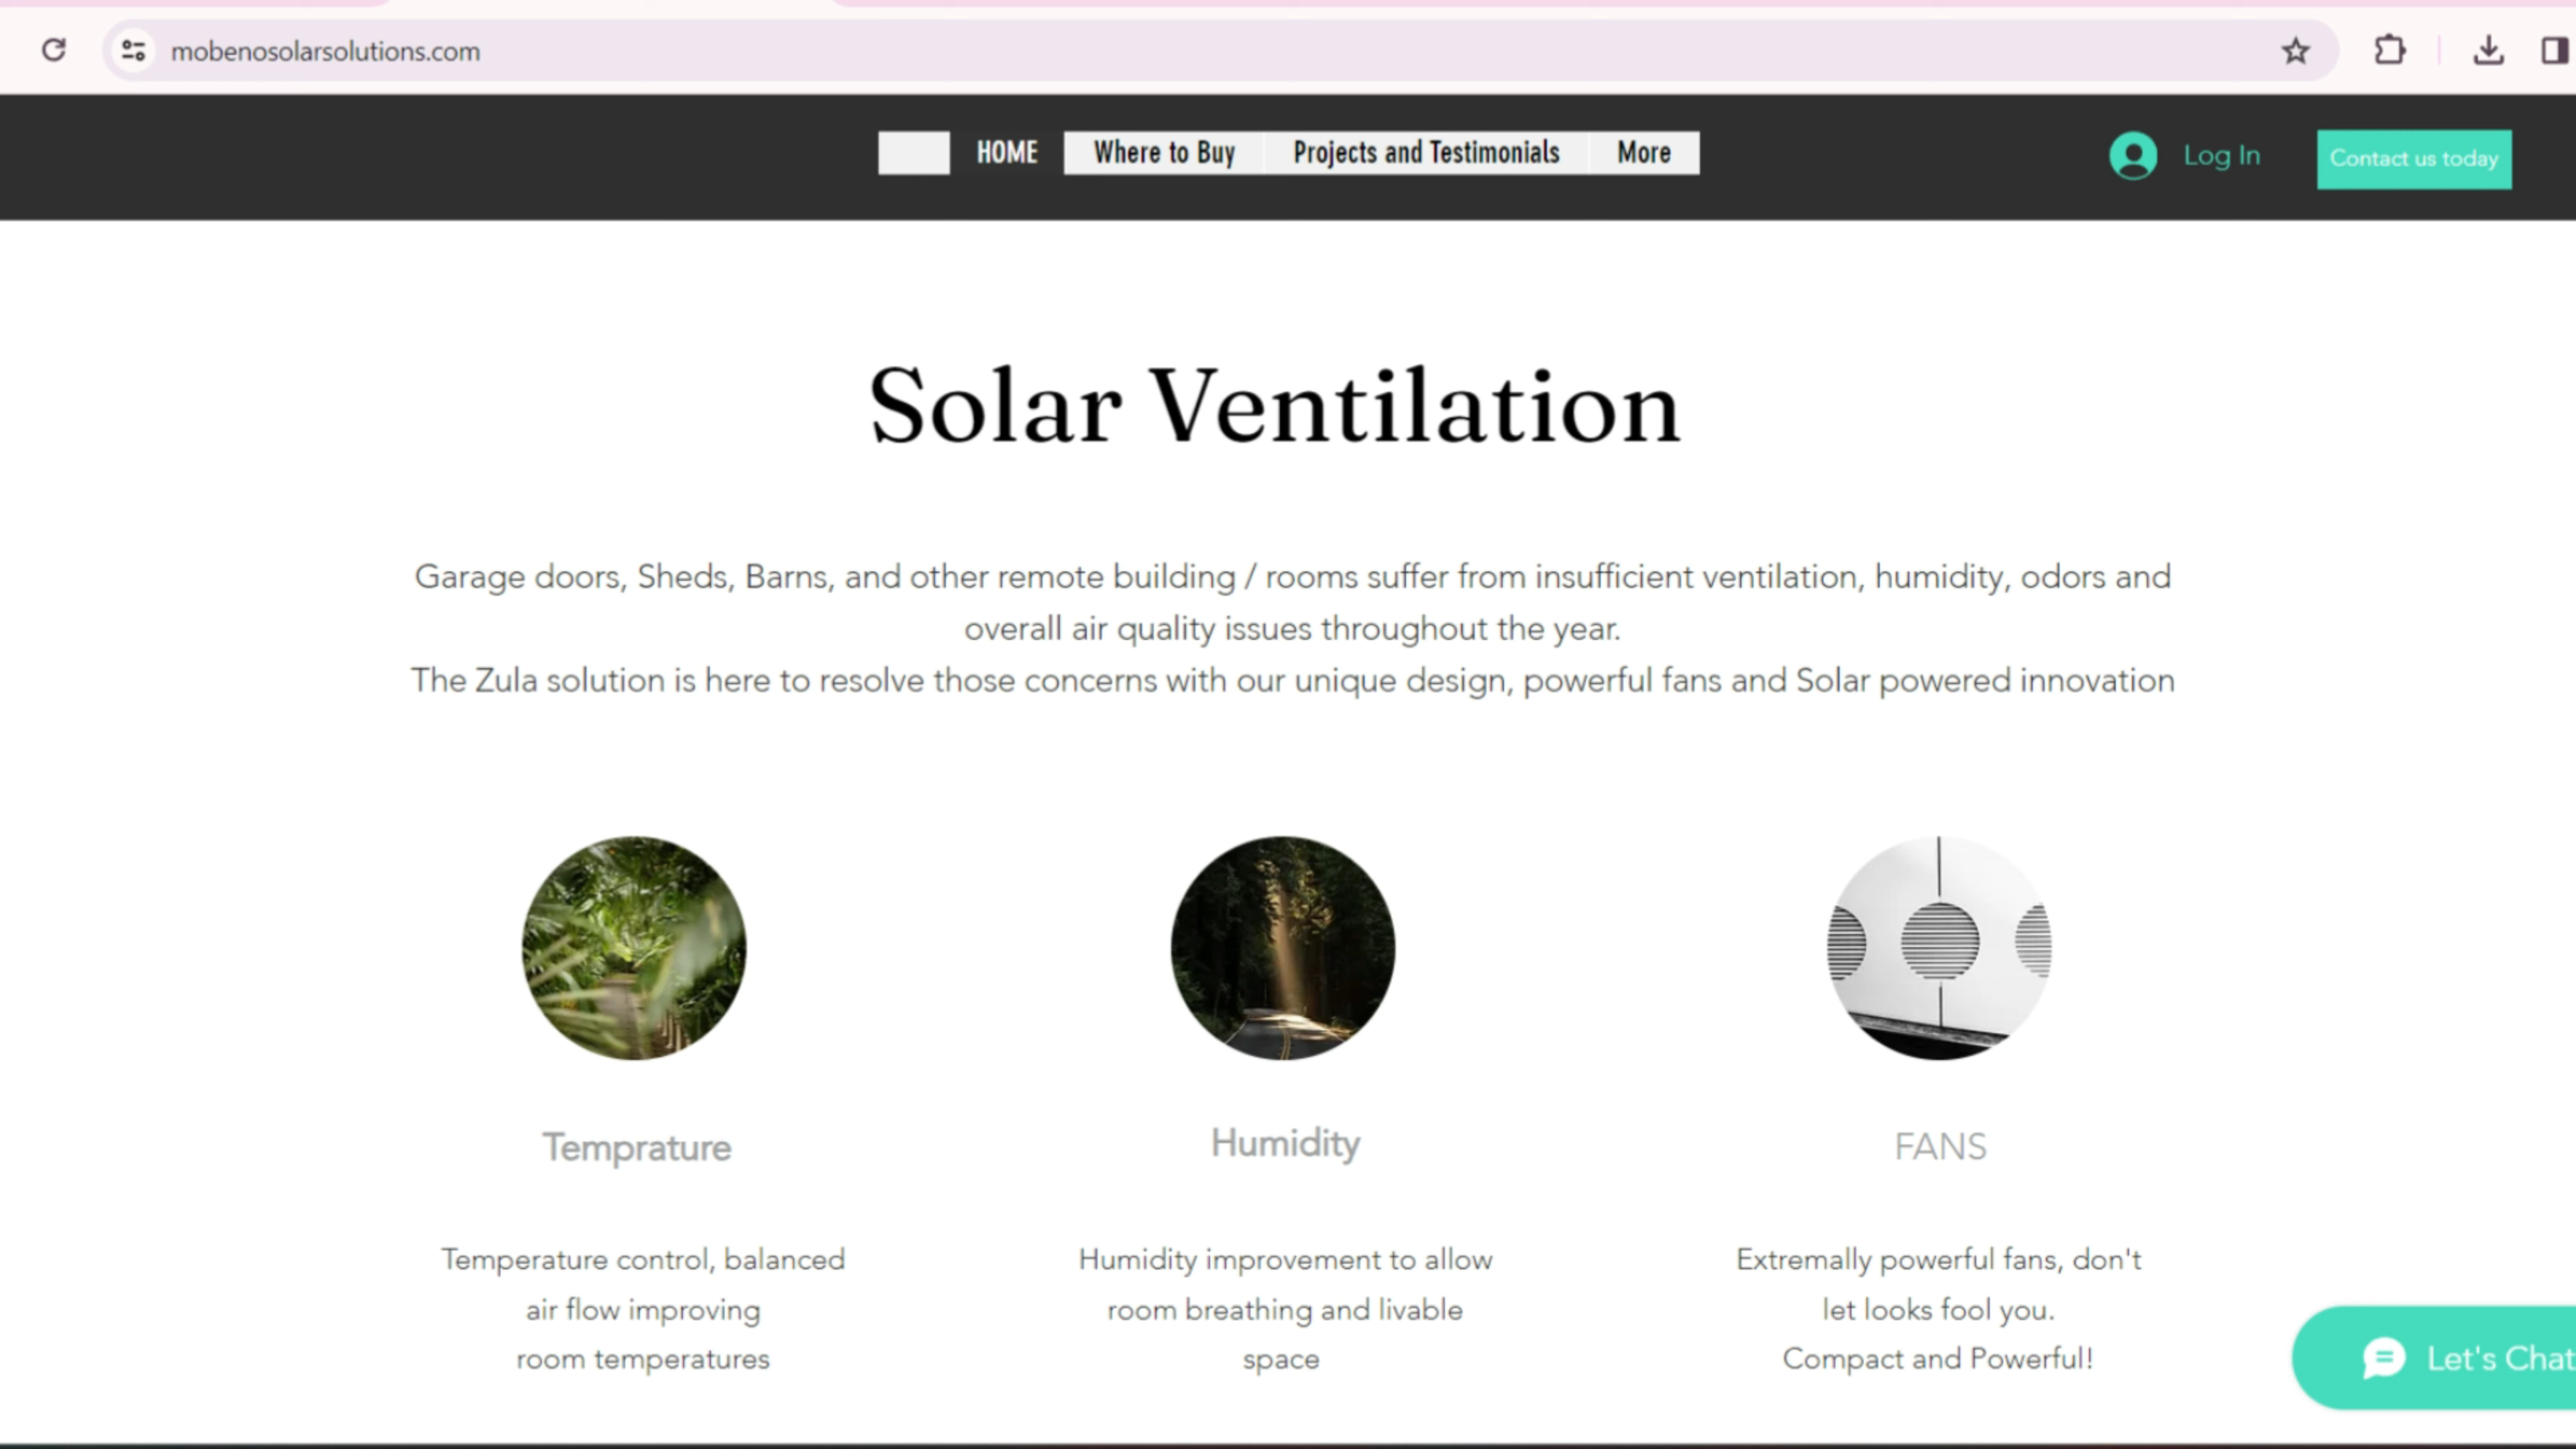 mobenosolarsolutions.com
HOME Where to Buy Projects and Testimonials More
Log In
Contact us today
Solar Ventilation
Garage doors, Sheds, Barns, and other remote building / rooms suffer from insufficient ventilation, humidity, odors and
overall air quality issues throughout the year.
The Zula solution is here to resolve those concerns with our unique design, powerful fans and Solar powered innovation
Temprature
Temperature control, balanced
air flow improving
room temperatures
Humidity
Humidity improvement to allow
room breathing and livable
space
FANS
Extremally powerful fans, don't
let looks fool you.
Compact and Powerful!
Let's Chat